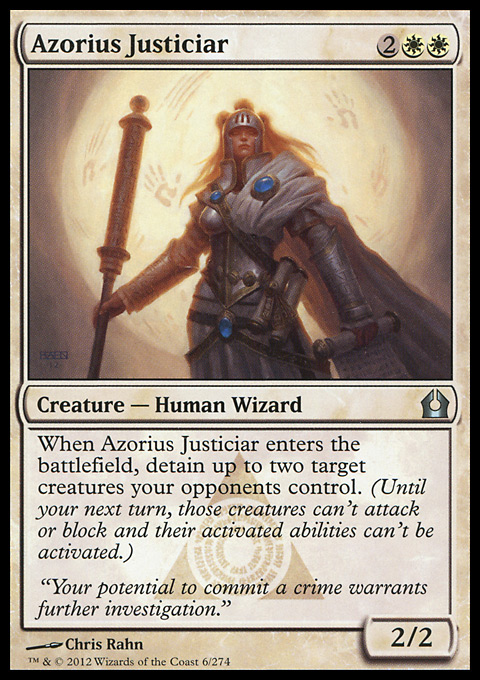 Azorius Justiciar 2
Creature — Human Wizard
When Azorius Justiciar enters the
battlefield, detain up to two target
creatures your opponents control. (Until
your next turn, those creatures can't attack
or block and their activated abilities can't be
activated.)
"Your potential to commit a crime warrants
further investigation."
2/2
Chris Rahn
™ & © 2012 Wizards of the Coast 6/274